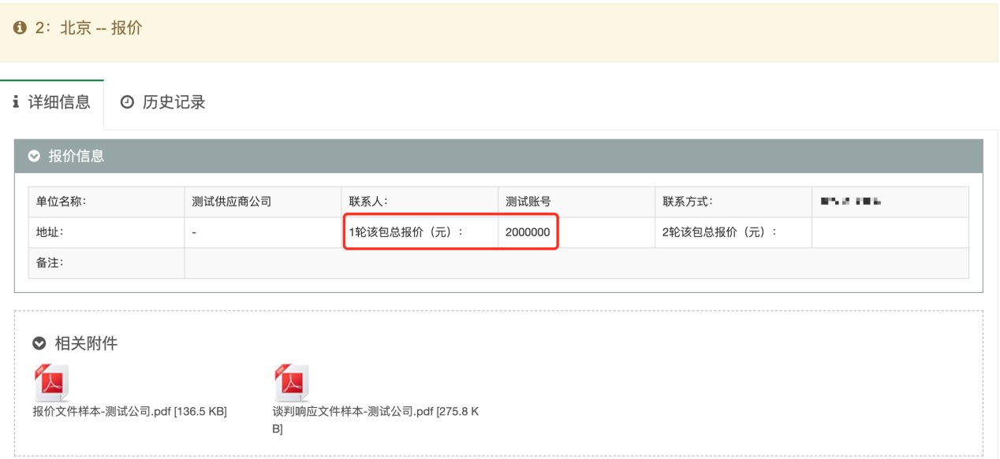 2：北京 -- 报价
详细信息 历史记录
报价信息
单位名称： 测试供应商公司 联系人： 测试账号 联系方式：
地址： - 1轮该包总报价（元）： 2000000 2轮该包总报价（元）：
备注：
相关附件
报价文件样本-测试公司.pdf [136.5 KB] 谈判响应文件样本-测试公司.pdf [275.8 K
B]